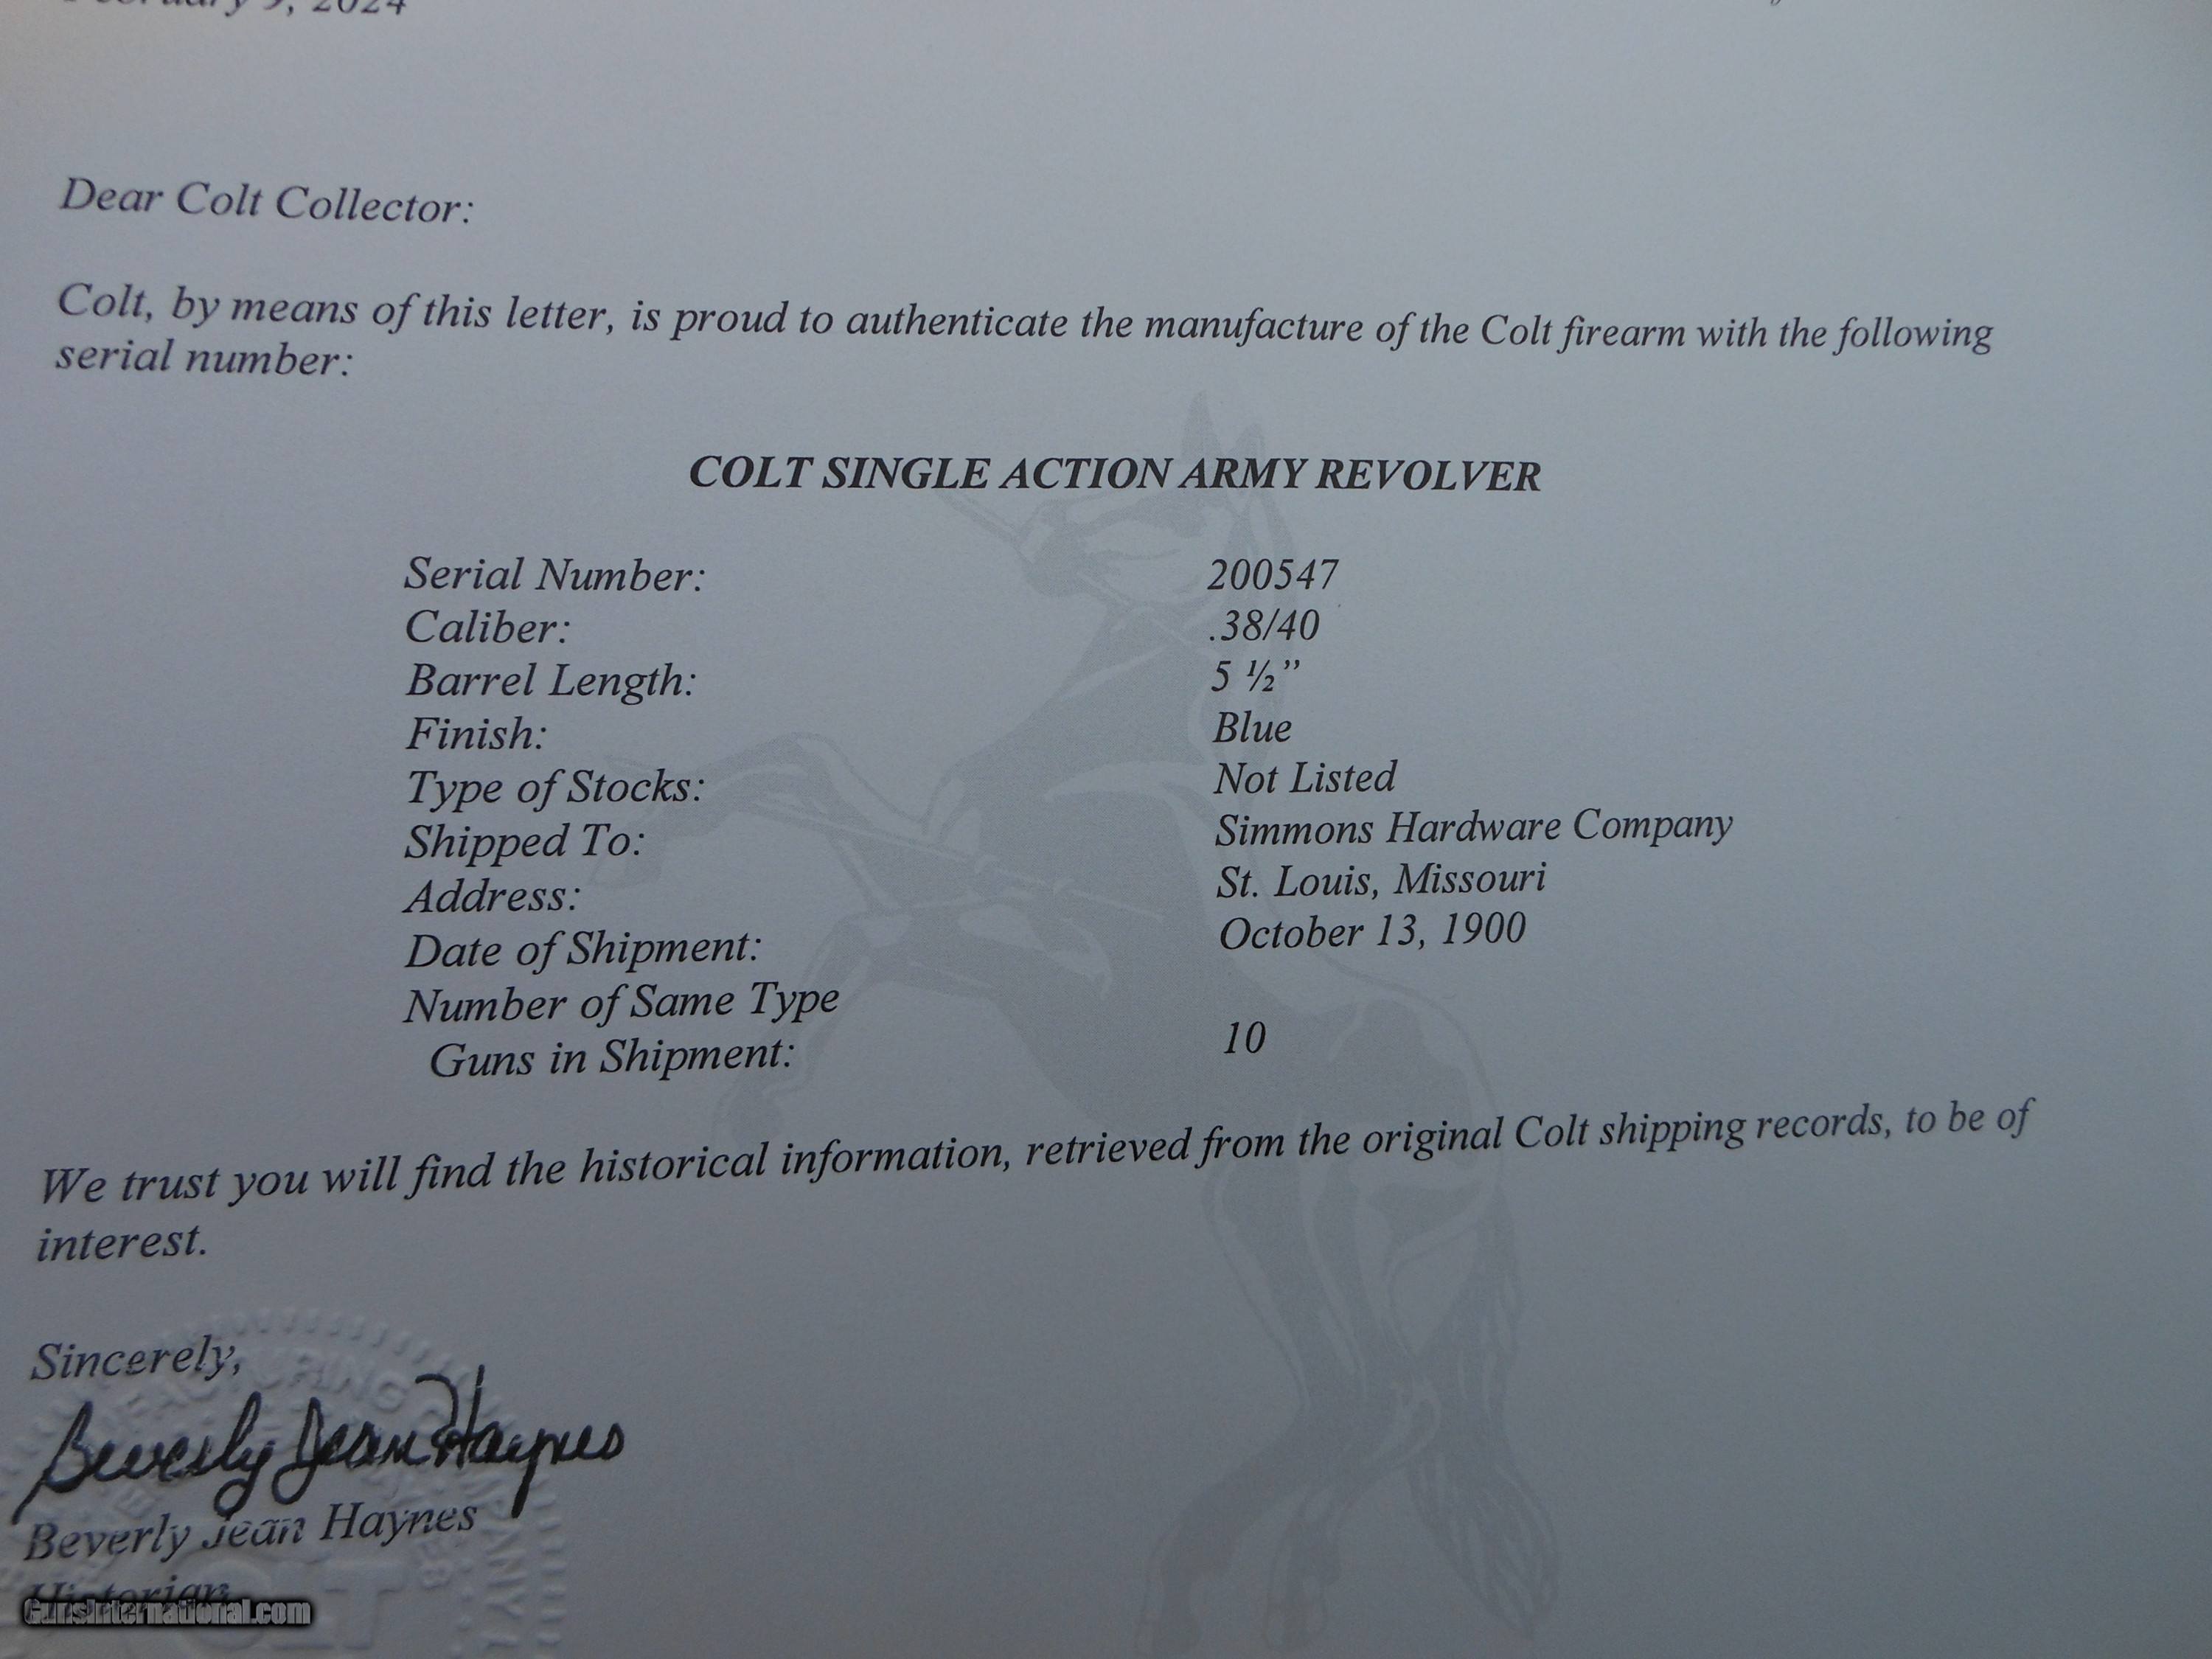 February 9, 2024
Dear Colt Collector:
Colt, by means of this letter, is proud to authenticate the manufacture of the Colt firearm with the following
serial number:
COLT SINGLE ACTION ARMY REVOLVER
Serial Number: 200547
Caliber: .38/40
Barrel Length: 5 ½”
Finish: Blue
Type of Stocks: Not Listed
Shipped To: Simmons Hardware Company
Address: St. Louis, Missouri
Date of Shipment: October 13, 1900
Number of Same Type
Guns in Shipment: 10
We trust you will find the historical information, retrieved from the original Colt shipping records, to be of
interest.
Sincerely,
Beverly Jean Haynes
Beverly Jean Haynes
Historian
GunsInternational.com